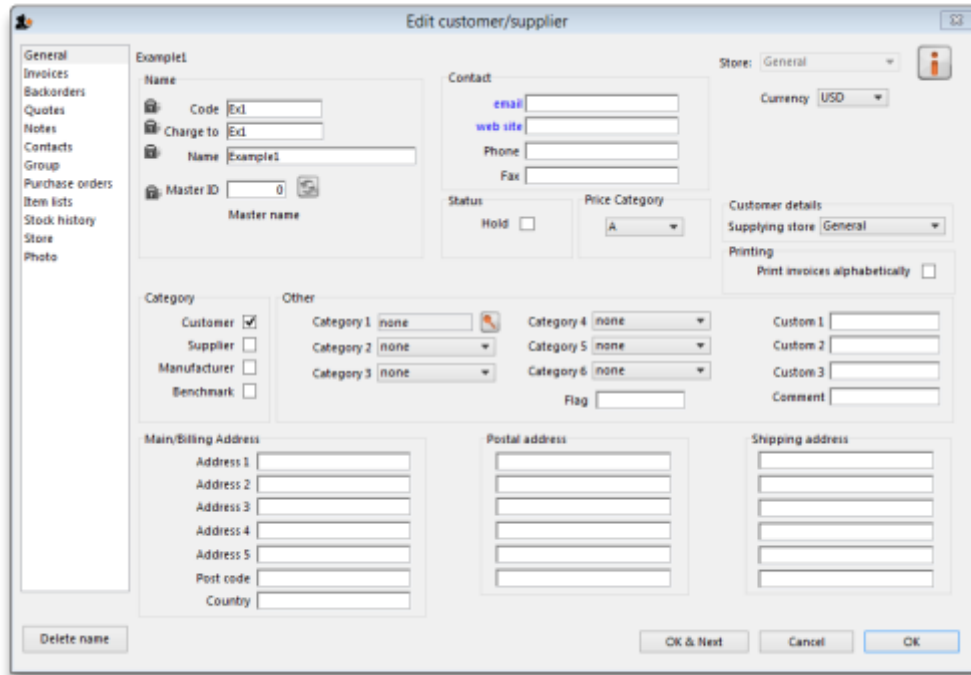 Edit customer/supplier
General
Invoices
Backorders
Quotes
Notes
Contacts
Group
Purchase orders
Item lists
Stock history
Store
Photo
Example1
Store: General
Currency USD
Name
Code Ex1
Charge to Ex1
Name Example1
Master ID 0
Master name
Contact
email
web site
Phone
Fax
Status
Hold
Price Category
A
Customer details
Supplying store General
Printing
Print invoices alphabetically
Category
Customer
Supplier
Manufacturer
Benchmark
Other
Category 1 none
Category 2 none
Category 3 none
Category 4 none
Category 5 none
Category 6 none
Flag
Custom 1
Custom 2
Custom 3
Comment
Main/Billing Address
Address 1
Address 2
Address 3
Address 4
Address 5
Post code
Country
Postal address
Shipping address
Delete name
OK & Next
Cancel
OK